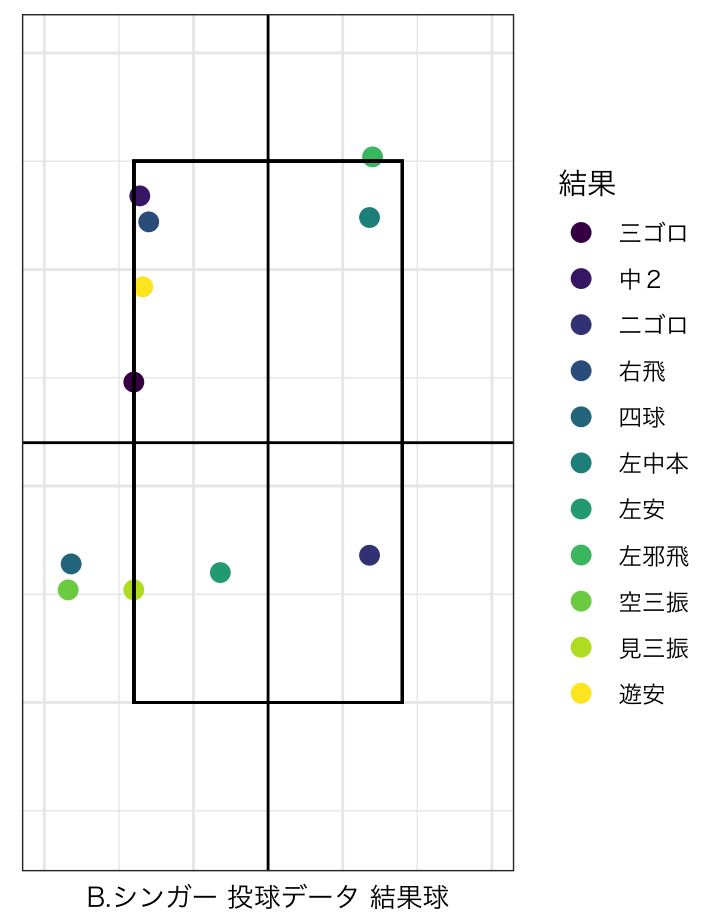 結果
三ゴロ
中２
二ゴロ
右飛
四球
左中本
左安
左邪飛
空三振
見三振
遊安
B.シンガー 投球データ 結果球